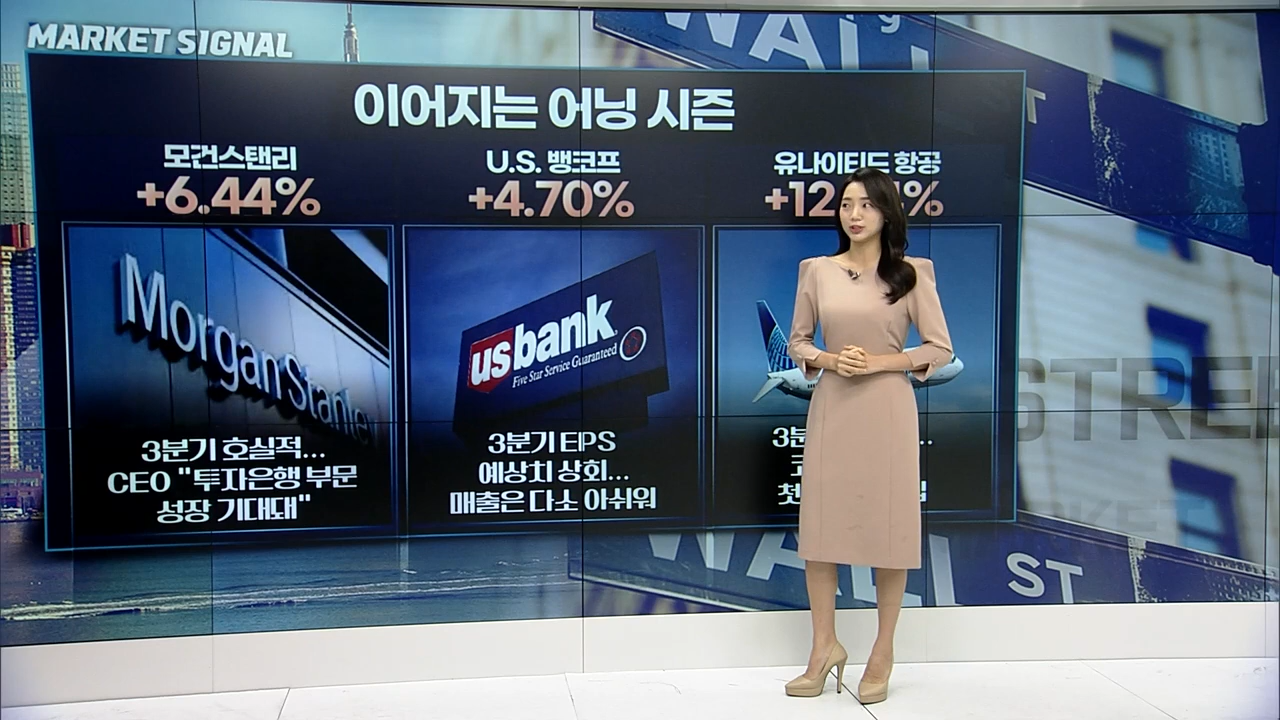 MARKET SIGNAL
이어지는 어닝 시즌
모건스탠리
+6.44%
U.S. 뱅코프
+4.70%
유나이티드 항공
Morgan Stanley
usbank
Five Star Service Guaranteed
3분기 호실적...
CEO "투자은행 부문
성장 기대돼"
3분기 EPS
예상치 상회...
매출은 다소 아쉬워
WALL
ST
WALL
ST